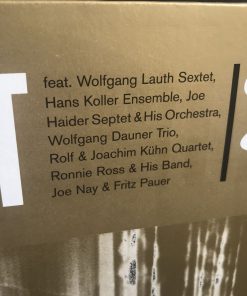 T
feat. Wolfgang Lauth Sextet,
Hans Koller Ensemble, Joe
Haider Septet & His Orchestra,
Wolfgang Dauner Trio,
Rolf & Joachim Kühn Quartet,
Ronnie Ross & His Band,
Joe Nay & Fritz Pauer